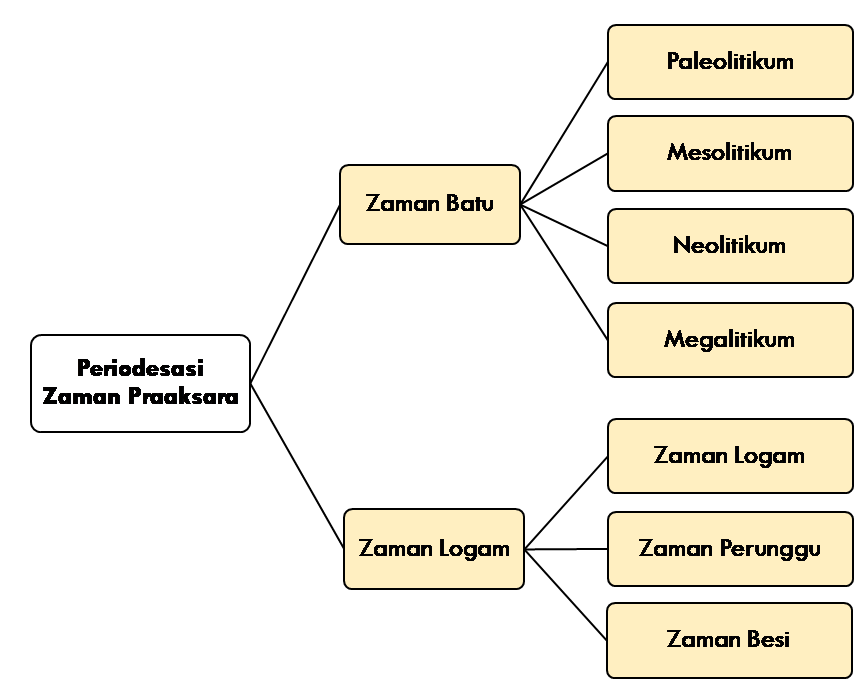 Periodesasi
Zaman Praaksara
Zaman Batu
Paleolitikum
Mesolitikum
Neolitikum
Megalitikum
Zaman Logam
Zaman Logam
Zaman Perunggu
Zaman Besi